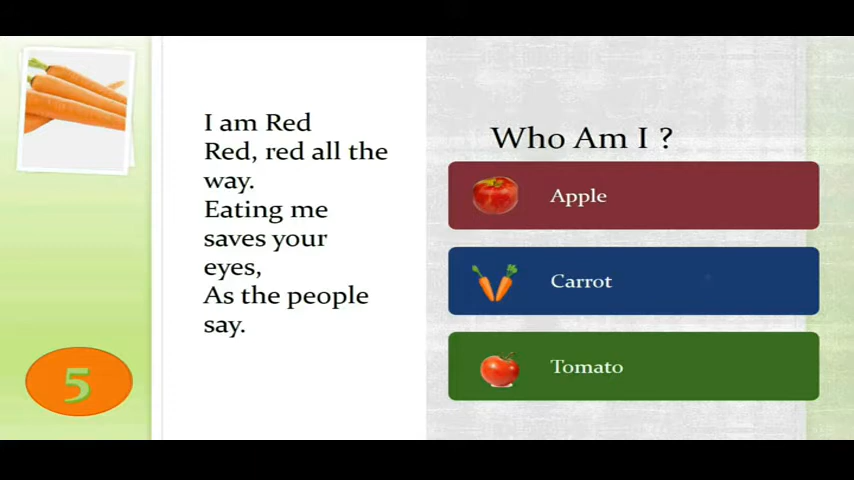 I am Red
Red, red all the
way.
Eating me
saves your
eyes,
As the people
say.
5
Who Am I ?
Apple
Carrot
Tomato